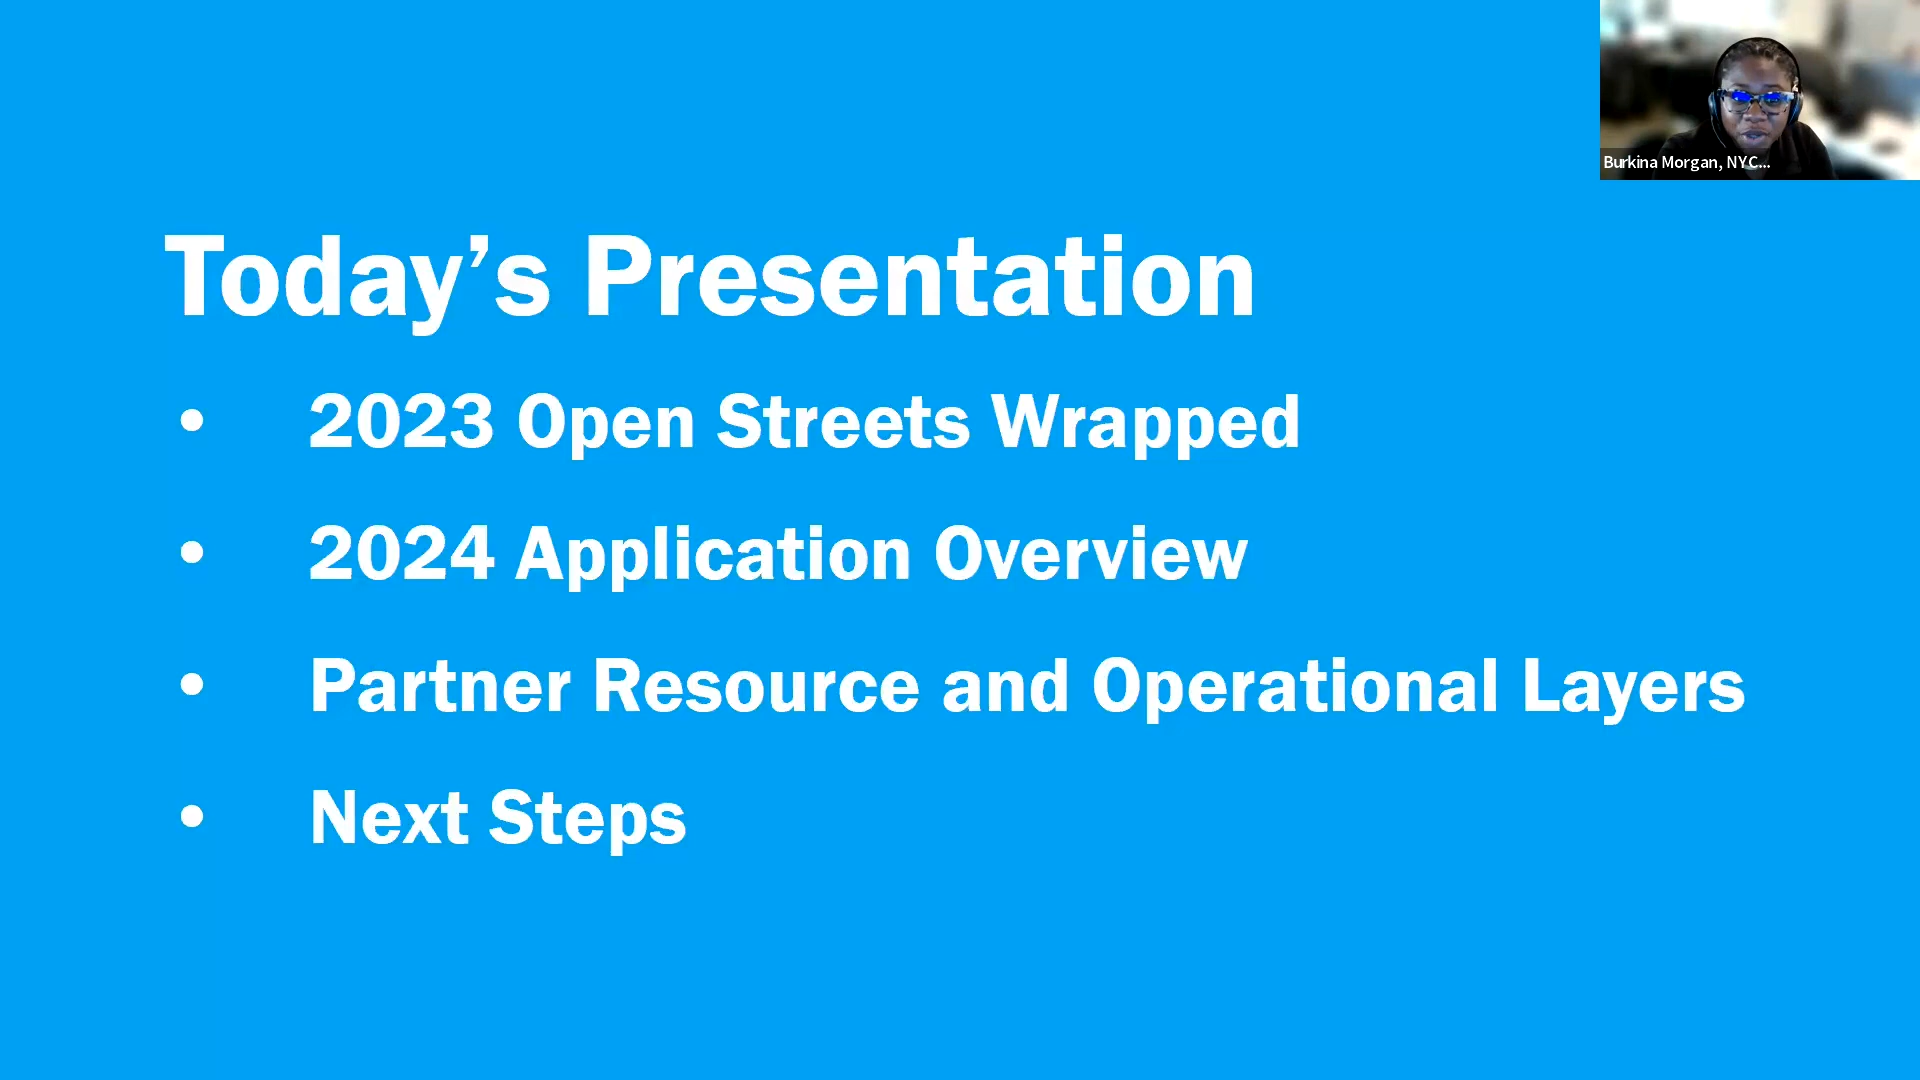 Burkina Morgan, NYC...
Today’s Presentation
• 2023 Open Streets Wrapped
• 2024 Application Overview
• Partner Resource and Operational Layers
• Next Steps